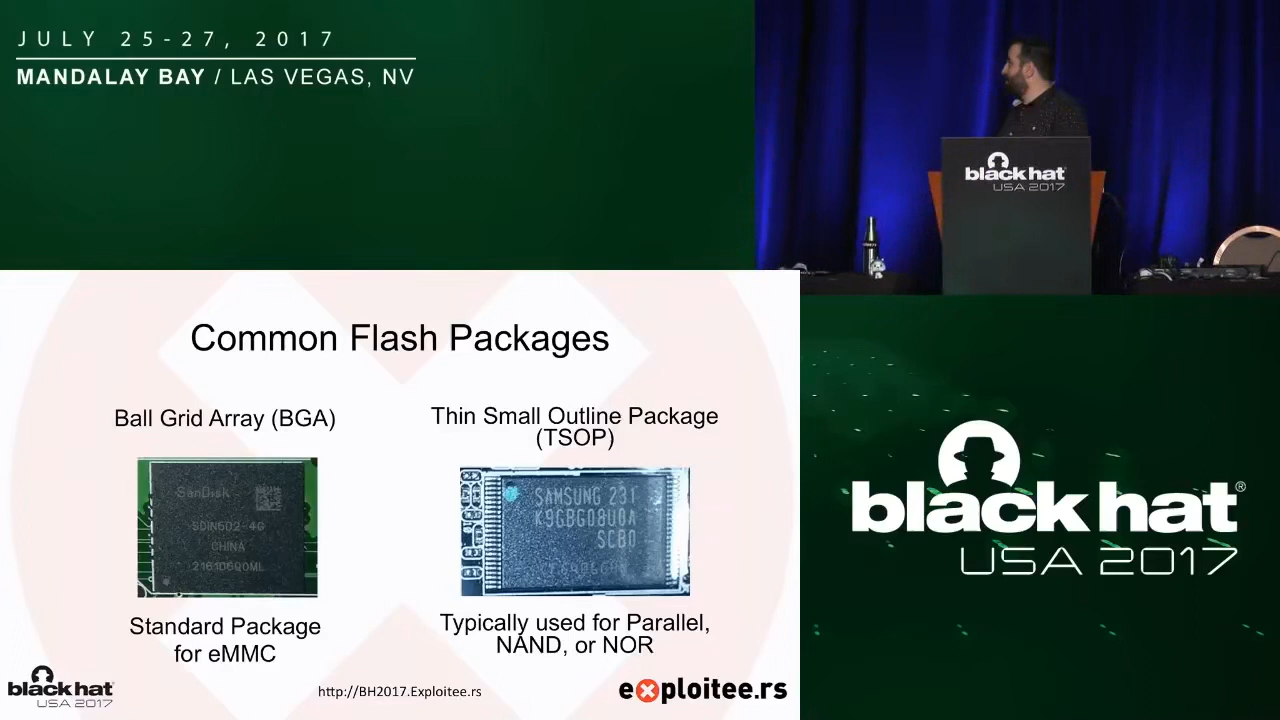 JULY 25-27, 2017
MANDALAY BAY / LAS VEGAS, NV
black hat
USA 2017
Common Flash Packages
Ball Grid Array (BGA)
Thin Small Outline Package
(TSOP)
SanDisk
SDIN5D2-4G
CHINA
SAMSUNG 231
K9GBG08U0A
SCB0
Standard Package
for eMMC
Typically used for Parallel,
NAND, or NOR
black hat
USA 2017
http://BH2017.Exploitee.rs
exploitee.rs
black hat®
USA 2017